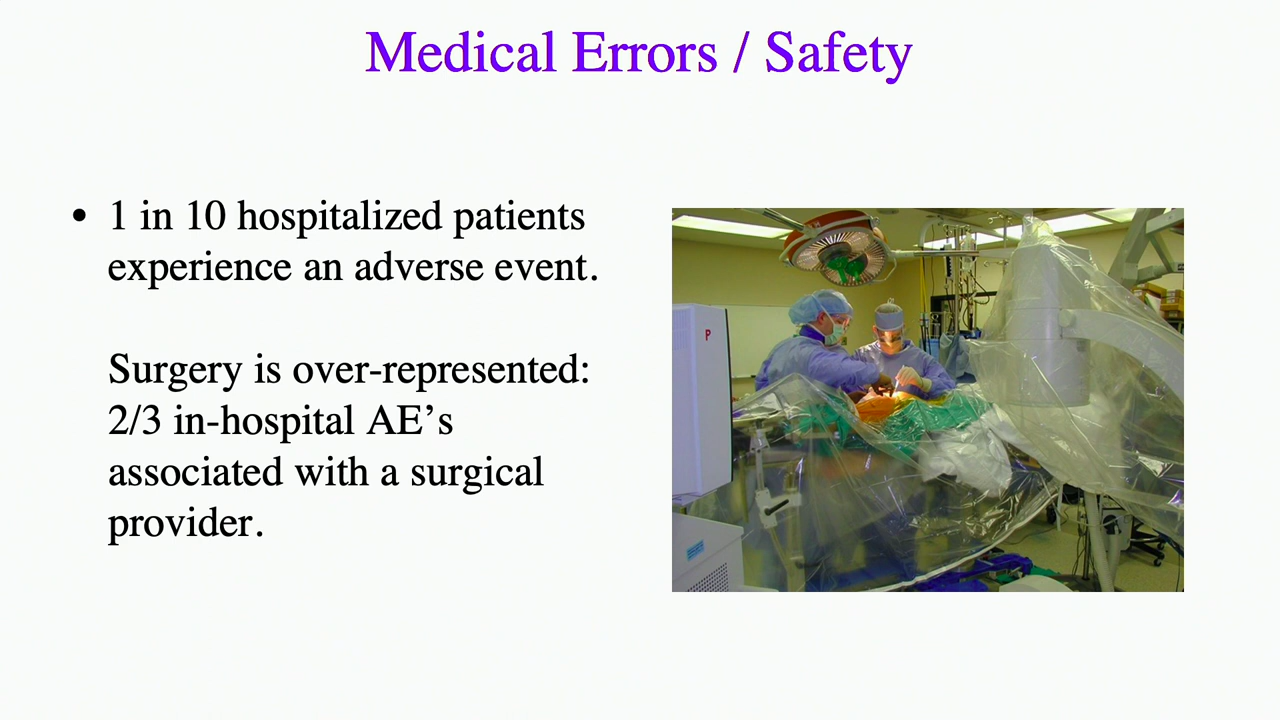 Medical Errors / Safety
• 1 in 10 hospitalized patients
experience an adverse event.
Surgery is over-represented:
2/3 in-hospital AE’s
associated with a surgical
provider.
P